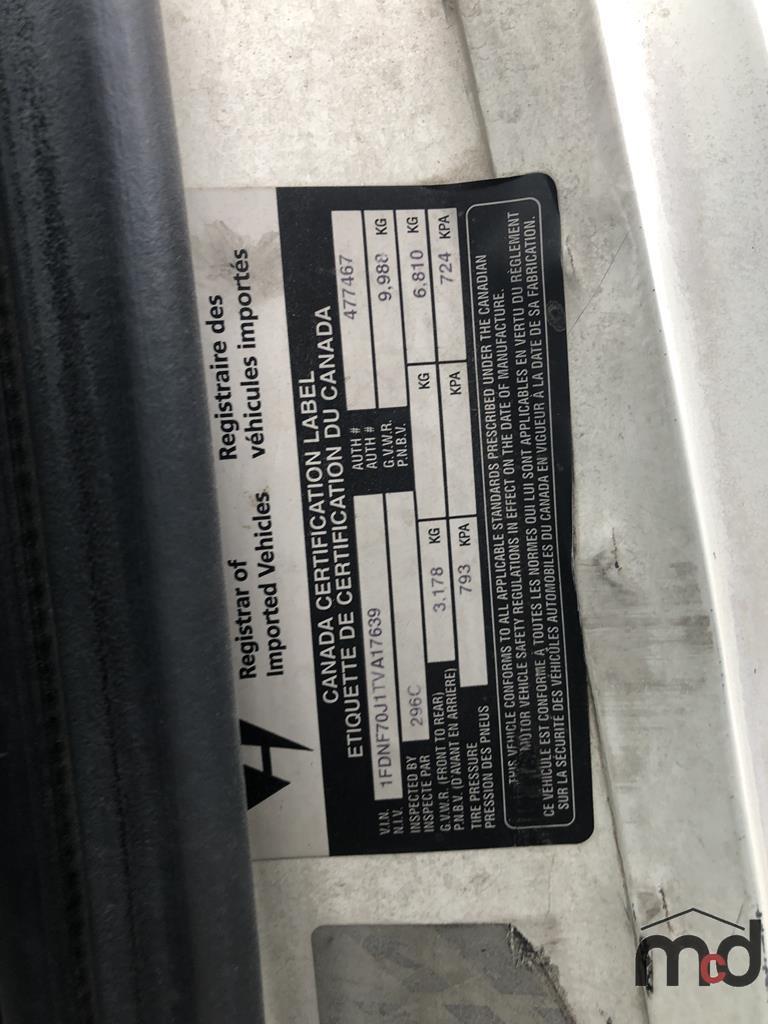 Registrar of
Imported Vehicles
Registraire des
véhicules importés
CANADA CERTIFICATION LABEL
ETIQUETTE DE CERTIFICATION DU CANADA
V.I.N.
N.I.V.
1FDNF70J1TVA17639
AUTH #
AUTH #
477467
INSPECTED BY
INSPECTE PAR
296C
G.V.W.R.
P.N.B.V.
9,988 KG
G.V.W.R. (FRONT TO REAR)
P.N.B.V. (D'AVANT EN ARRIERE)
3,178 KG
KG
6,810 KG
TIRE PRESSURE
PRESSION DES PNEUS
793 KPA
KPA
724 KPA
THIS VEHICLE CONFORMS TO ALL APPLICABLE STANDARDS PRESCRIBED UNDER THE CANADIAN
MOTOR VEHICLE SAFETY REGULATIONS IN EFFECT ON THE DATE OF MANUFACTURE.
CE VEHICULE EST CONFORME À TOUTES LES NORMES QUI LUI SONT APPLICABLES EN VERTU DU RÈGLEMENT
SUR LA SÉCURITÉ DES VÉHICULES AUTOMOBILES DU CANADA EN VIGUEUR À LA DATE DE SA FABRICATION.
mcd